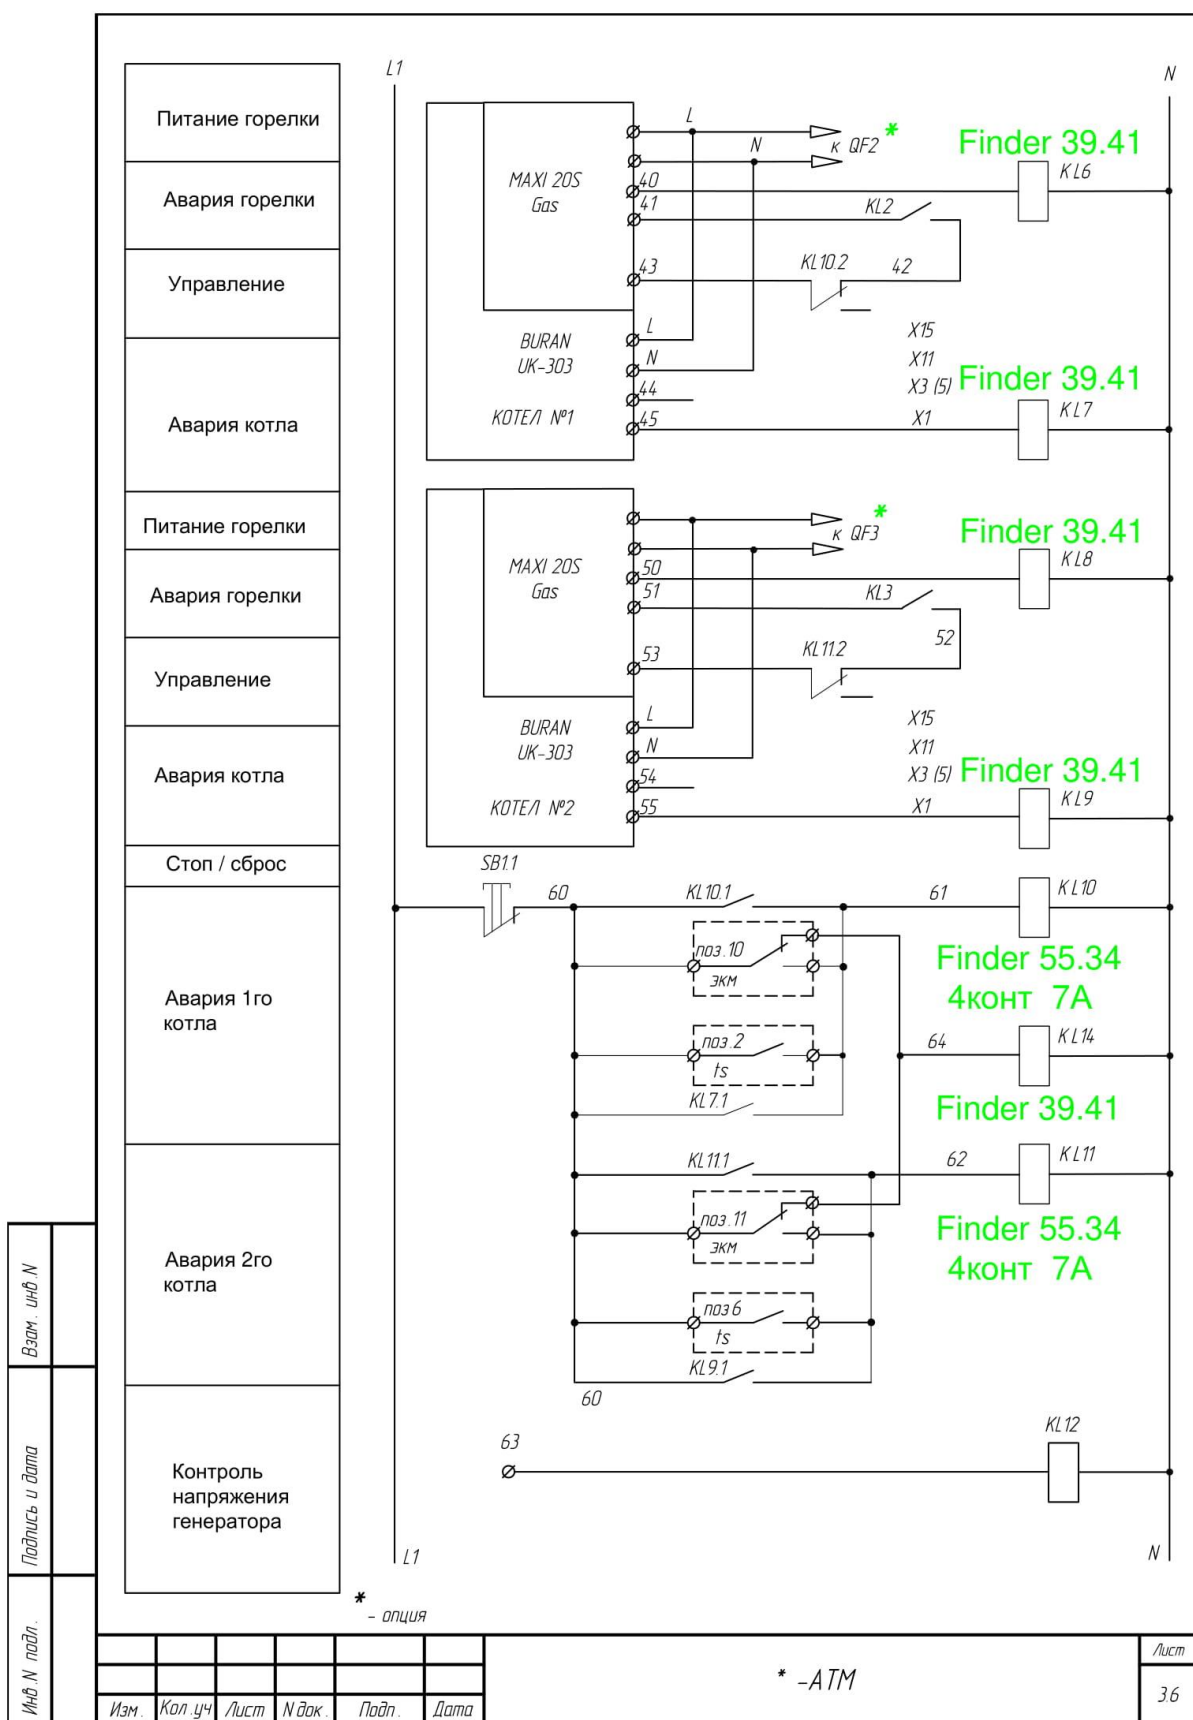 Питание горелки
Авария горелки
Управление
Авария котла
Питание горелки
Авария горелки
Управление
Авария котла
Стоп / сброс
Авария 1го
котла
Авария 2го
котла
Контроль
напряжения
генератора
L1
N
MAXI 20S
Gas
L
N
к QF2 *
40
41
43
KL2
KL10.2
42
Finder 39.41
KL6
BURAN
UK-303
КОТЕЛ №1
L
N
44
45
X15
X11
X3 (5)
X1
Finder 39.41
KL7
MAXI 20S
Gas
к QF3 *
50
51
53
KL3
KL11.2
52
Finder 39.41
KL8
BURAN
UK-303
КОТЕЛ №2
L
N
54
55
X15
X11
X3 (5)
X1
Finder 39.41
KL9
SB1.1
60
KL10.1
61
KL10
поз.10
ЭКМ
Finder 55.34
4конт 7А
поз.2
ts
64
KL14
KL7.1
Finder 39.41
KL11.1
62
KL11
поз.11
ЭКМ
Finder 55.34
4конт 7А
поз6
ts
KL9.1
60
63
KL12
L1
N
*
- опция
Взам. инв.N
Подпись и дата
Инв.N подл.
Изм. Кол.уч Лист N док. Подп. Дата
* -АТМ
Лист
3.6